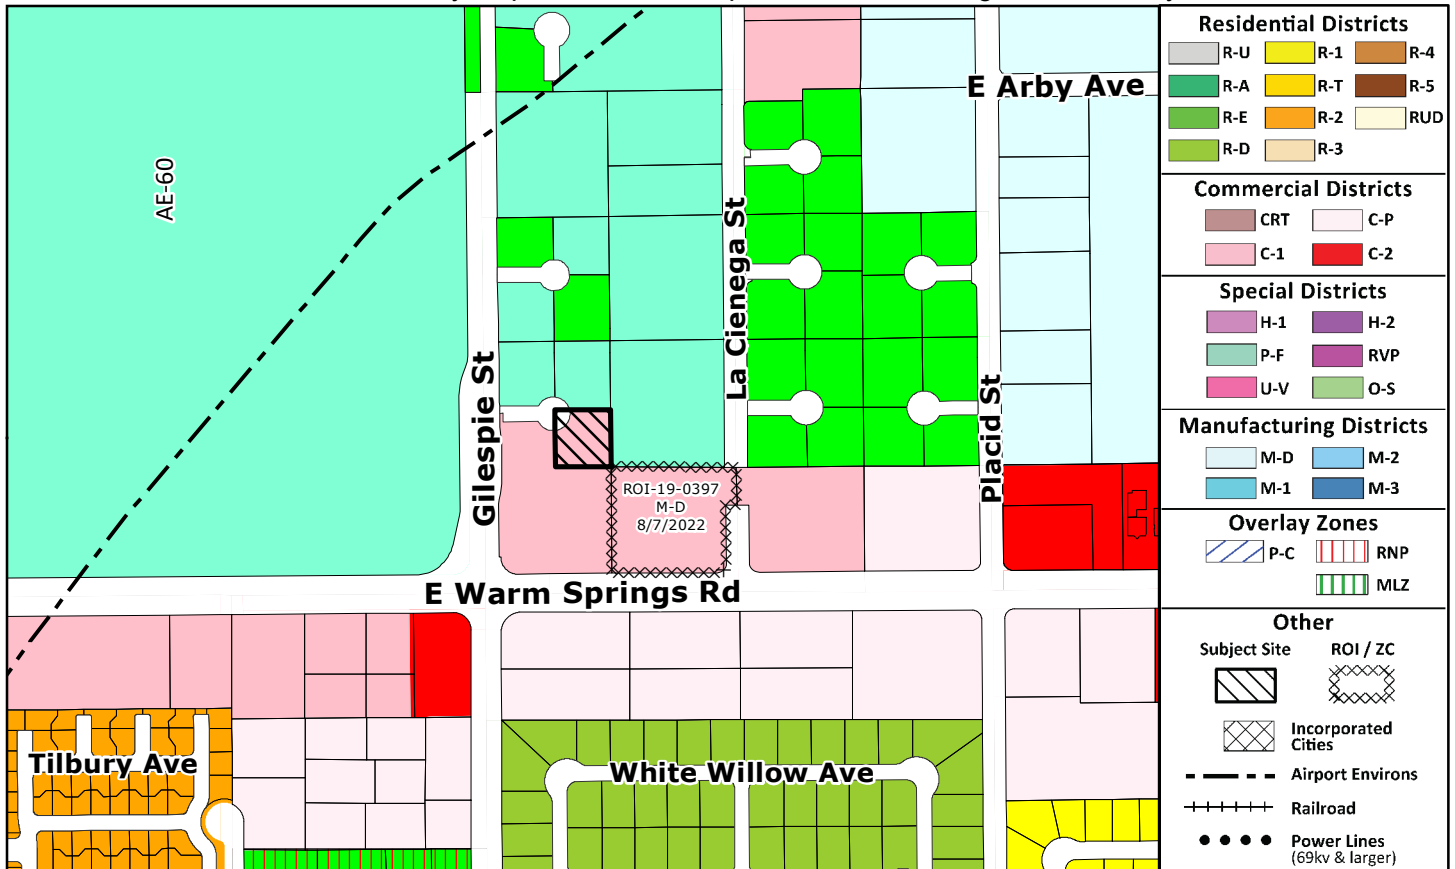 E Arby Ave
AE-60
La Cienega St
Gilespie St
Placid St
ROI-19-0397
M-D
8/7/2022
E Warm Springs Rd
Tilbury Ave
White Willow Ave
Residential Districts
R-U R-1 R-4
R-A R-T R-5
R-E R-2 RUD
R-D R-3
Commercial Districts
CRT C-P
C-1 C-2
Special Districts
H-1 H-2
P-F RVP
U-V O-S
Manufacturing Districts
M-D M-2
M-1 M-3
Overlay Zones
P-C RNP
MLZ
Other
Subject Site ROI / ZC
Incorporated
Cities
Airport Environs
Railroad
Power Lines
(69kv & larger)